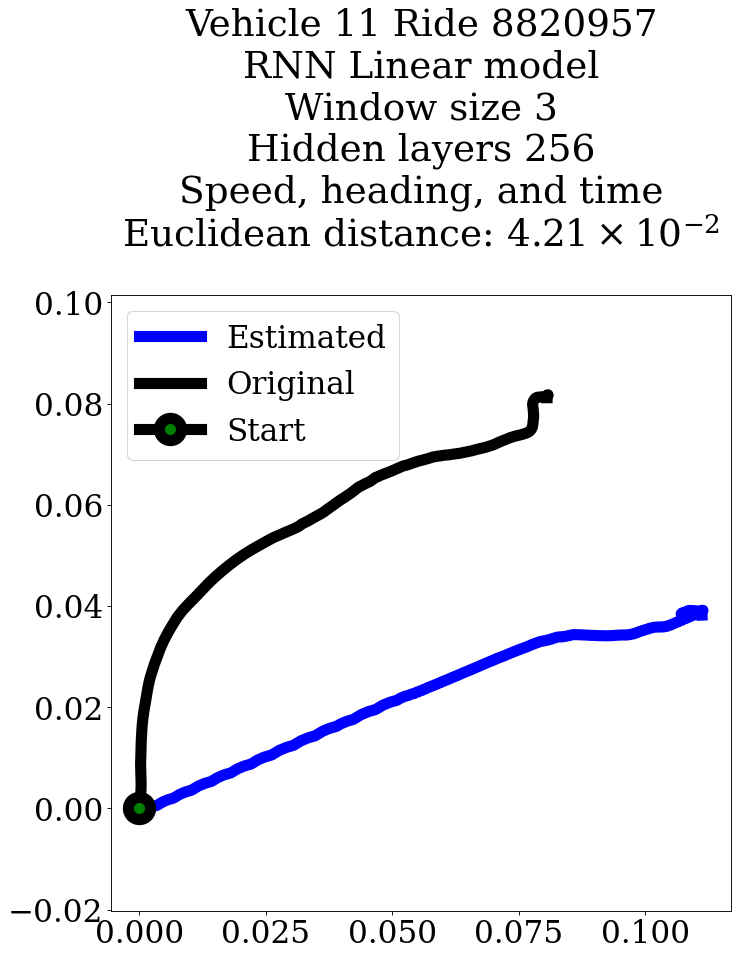 Vehicle 11 Ride 8820957
RNN Linear model
Window size 3
Hidden layers 256
Speed, heading, and time
Euclidean distance: 4.21 × 10⁻²
Estimated
Original
Start
0.10
0.08
0.06
0.04
0.02
0.00
−0.02
0.000 0.025 0.050 0.075 0.100